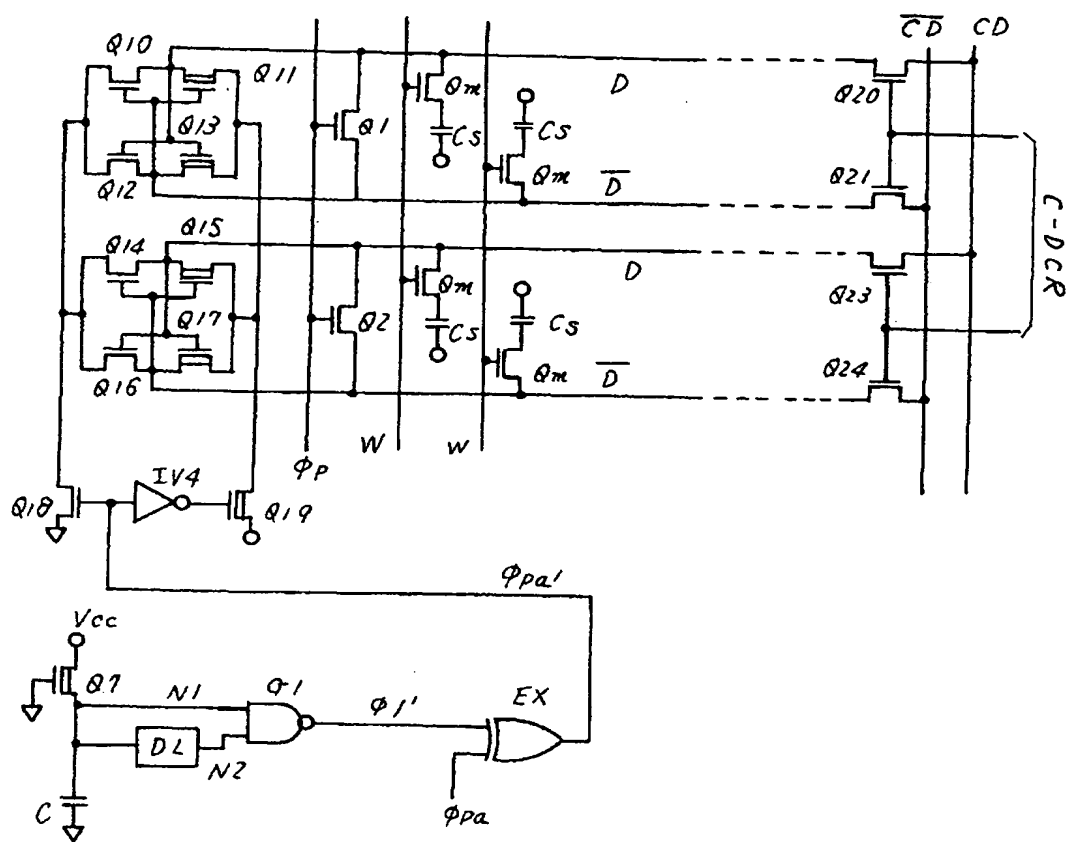 C̅D̅ CD
Q10
Q11
Qm
D
Q20
Q13
Q1
Cs
Cs
Q12
Qm
D̅
Q21
Q15
Q14
D
C-DCR
Qm
Q23
Q17
Q2
Cs
Cs
Q16
Qm
D̅
Q24
φP
W
W
IV4
Q18
Q19
φpa'
Vcc
Q7
N1
G1
φ1'
EX
DL
N2
C
φpa